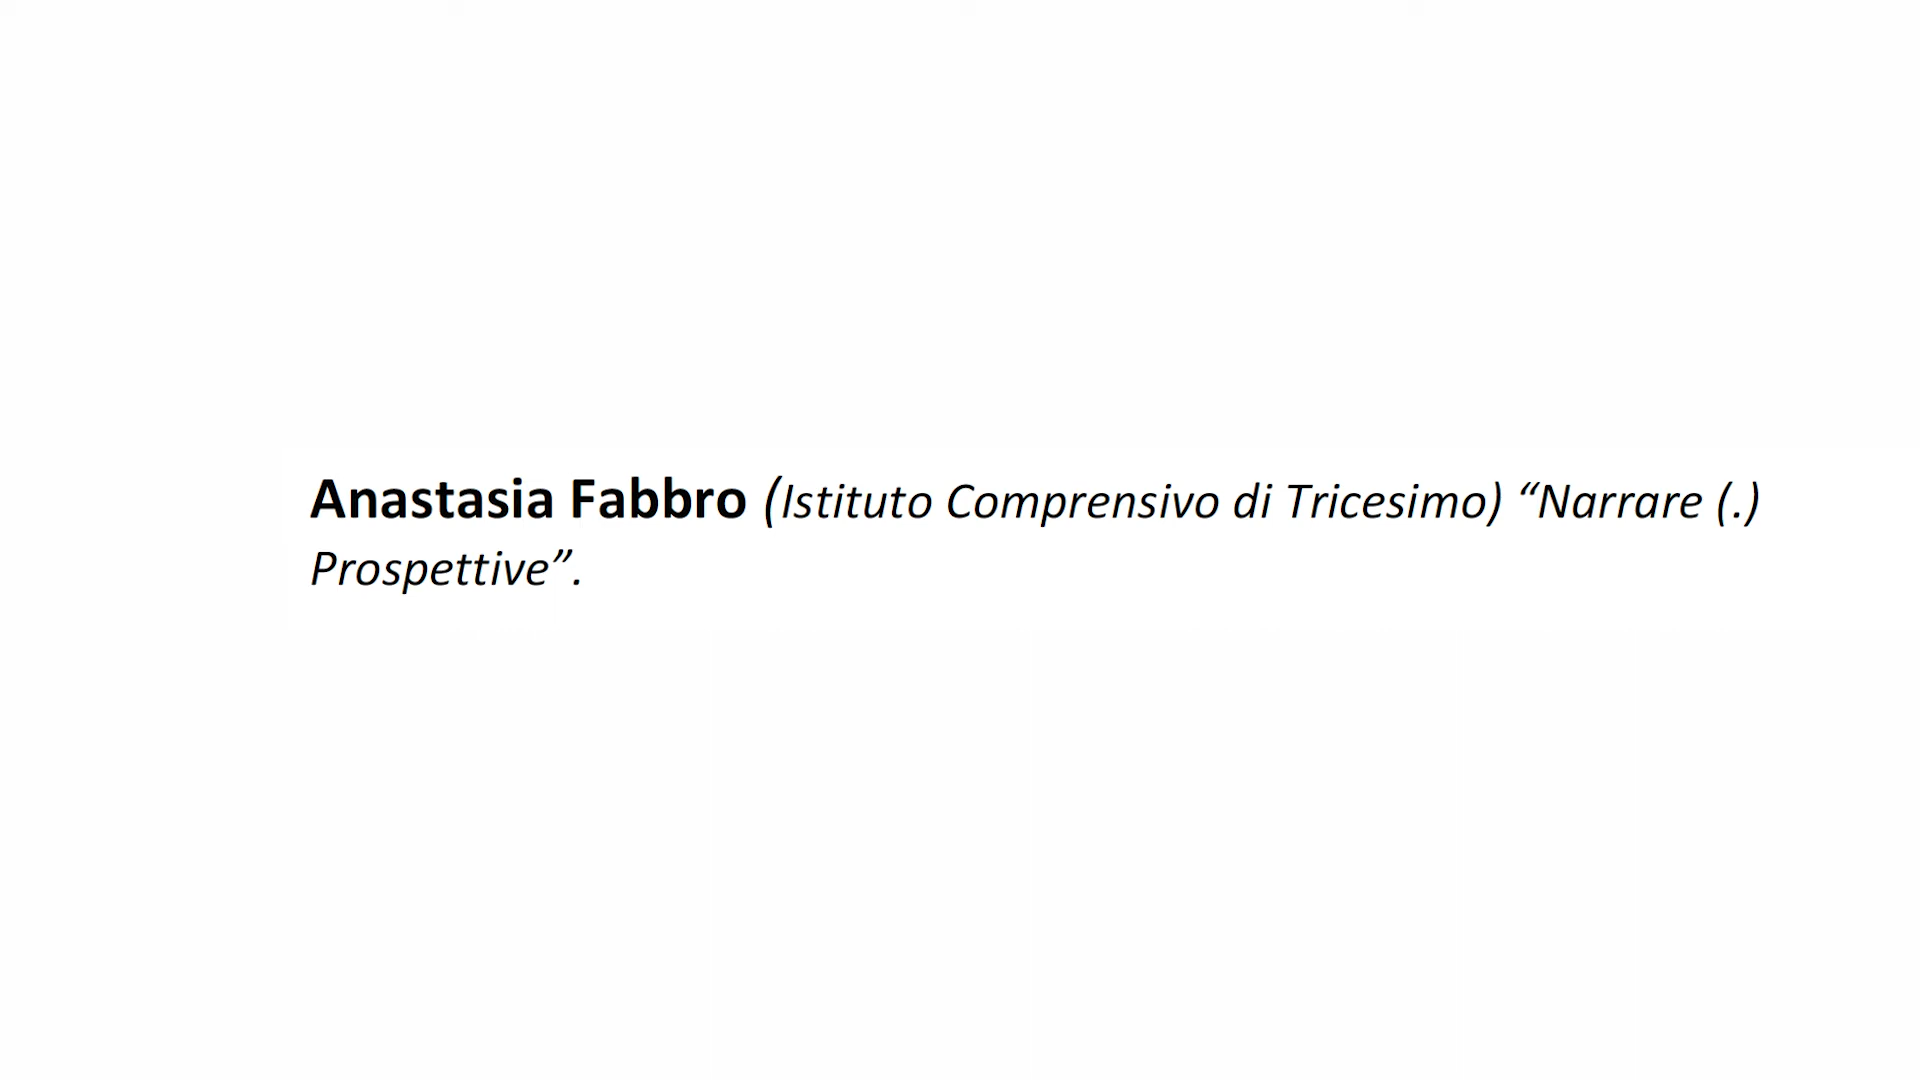 Anastasia Fabbro (Istituto Comprensivo di Tricesimo) “Narrare (.)
Prospettive”.